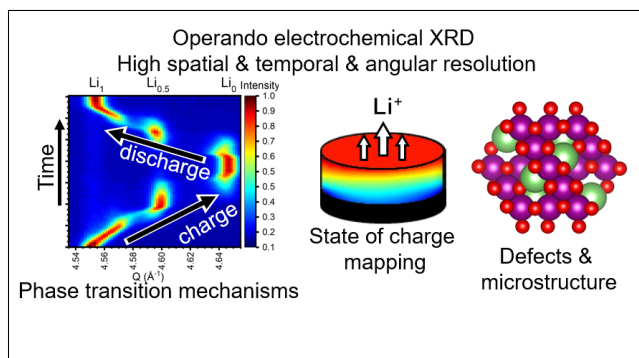 Operando electrochemical XRD
High spatial & temporal & angular resolution
Li₁ Li₀.₅ Li₀ Intensity
1.0
0.9
0.8
0.7
0.6
0.5
0.4
0.3
0.2
0.1
Time
discharge
charge
4.54 4.56 4.58 4.60 4.62 4.64
Q (Å⁻¹)
Phase transition mechanisms
Li⁺
State of charge
mapping
Defects &
microstructure